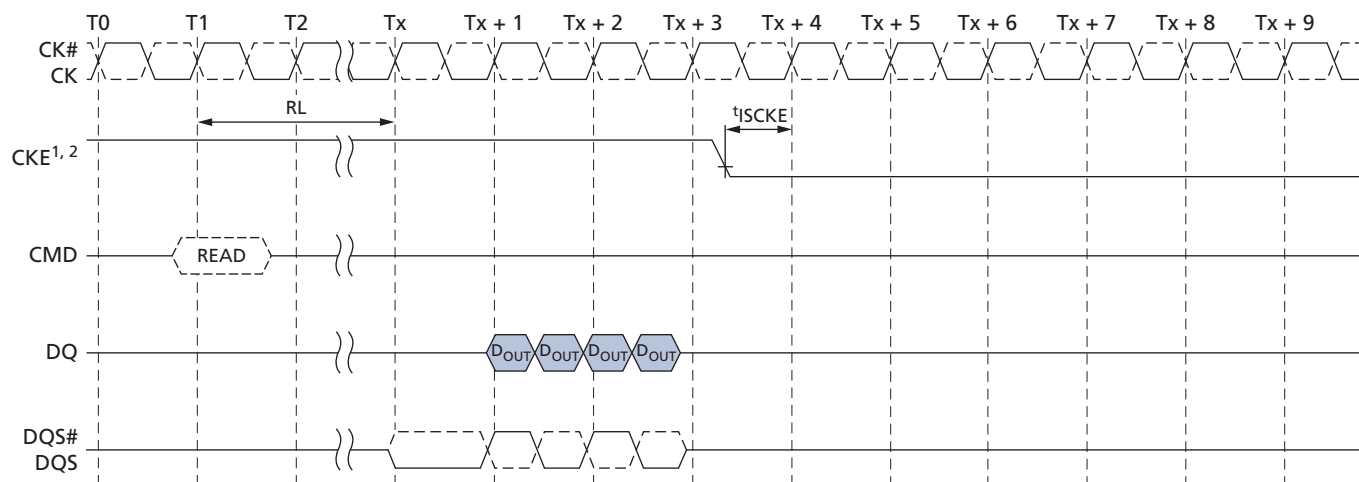 T0 T1 T2 Tx Tx + 1 Tx + 2 Tx + 3 Tx + 4 Tx + 5 Tx + 6 Tx + 7 Tx + 8 Tx + 9
CK#
CK
RL
tISCKE
CKE1, 2
CMD
READ
DQ
DOUT DOUT DOUT DOUT
DQS#
DQS